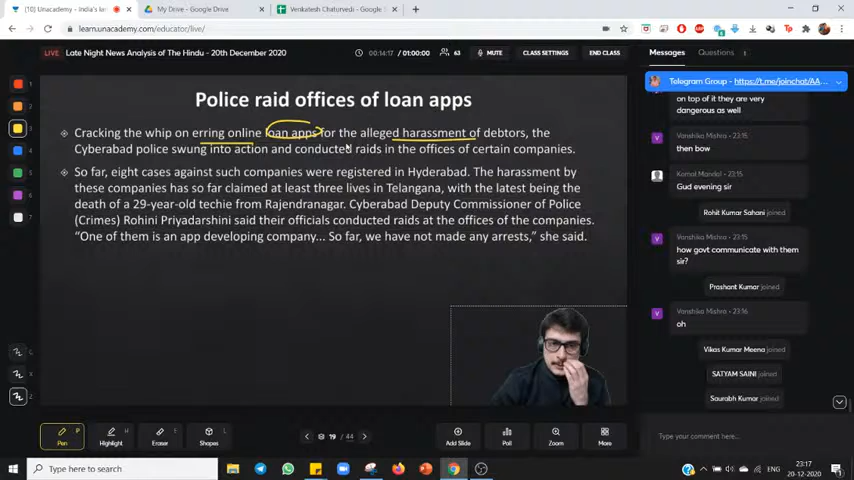 (10) Unacademy - India's la
My Drive - Google Drive
Venkatesh Chaturvedi - Google S
unacademy.com/educator/live/
LIVE Late Night News Analysis of The Hindu - 20th December 2020
00:14:17 / 01:00:00
63
MUTE
CLASS SETTINGS
END CLASS
Police raid offices of loan apps
Cracking the whip on erring online loan apps for the alleged harassment of debtors, the
Cyberabad police swung into action and conducted raids in the offices of certain companies.
So far, eight cases against such companies were registered in Hyderabad. The harassment by
these companies has so far claimed at least three lives in Telangana, with the latest being the
death of a 29-year-old techie from Rajendranagar. Cyberabad Deputy Commissioner of Police
(Crimes) Rohini Priyadarshini said their officials conducted raids at the offices of the companies.
“One of them is an app developing company... So far, we have not made any arrests,” she said.
1
2
3
4
5
6
7
Pen
Highlight
Eraser
Shapes
19 / 44
Add Slide
Poll
Zoom
More
Messages
Questions
Telegram Group - https://t.me/joinchat/AA...
on top of it they are
very dangerous as
well
Vanshika Mishra • 23:15
then bow
Komal Mandol • 23:15
Gud evening sir
Rohit Kumar Sahani joined
Vanshika Mishra • 23:15
how govt communicate with them
sir?
Prashant Kumar joined
Vanshika Mishra • 23:16
oh
Vikas Kumar Meena joined
SATYAM SAINI joined
Saurabh Kumar joined
Type your comment here...
Type here to search
ENG
23:17
20-12-2020